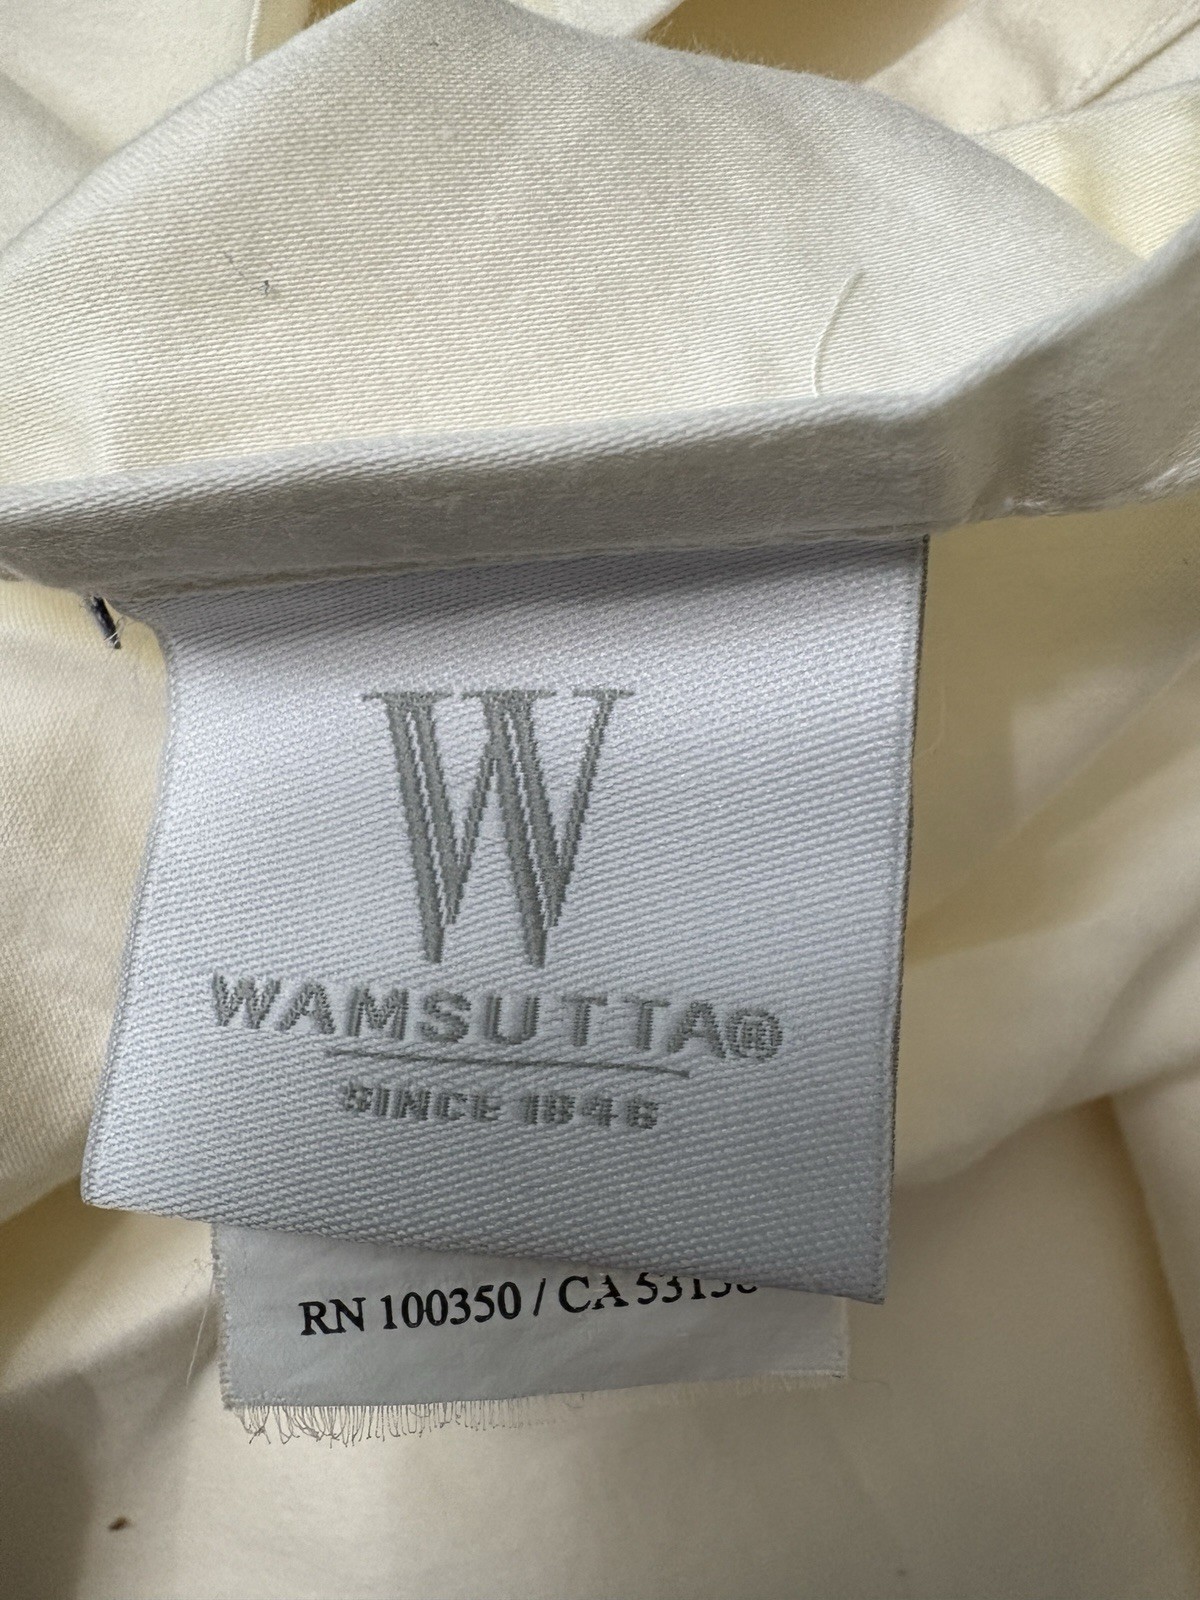 W
WAMSUTTA®
SINCE 1846
RN 100350 / CA